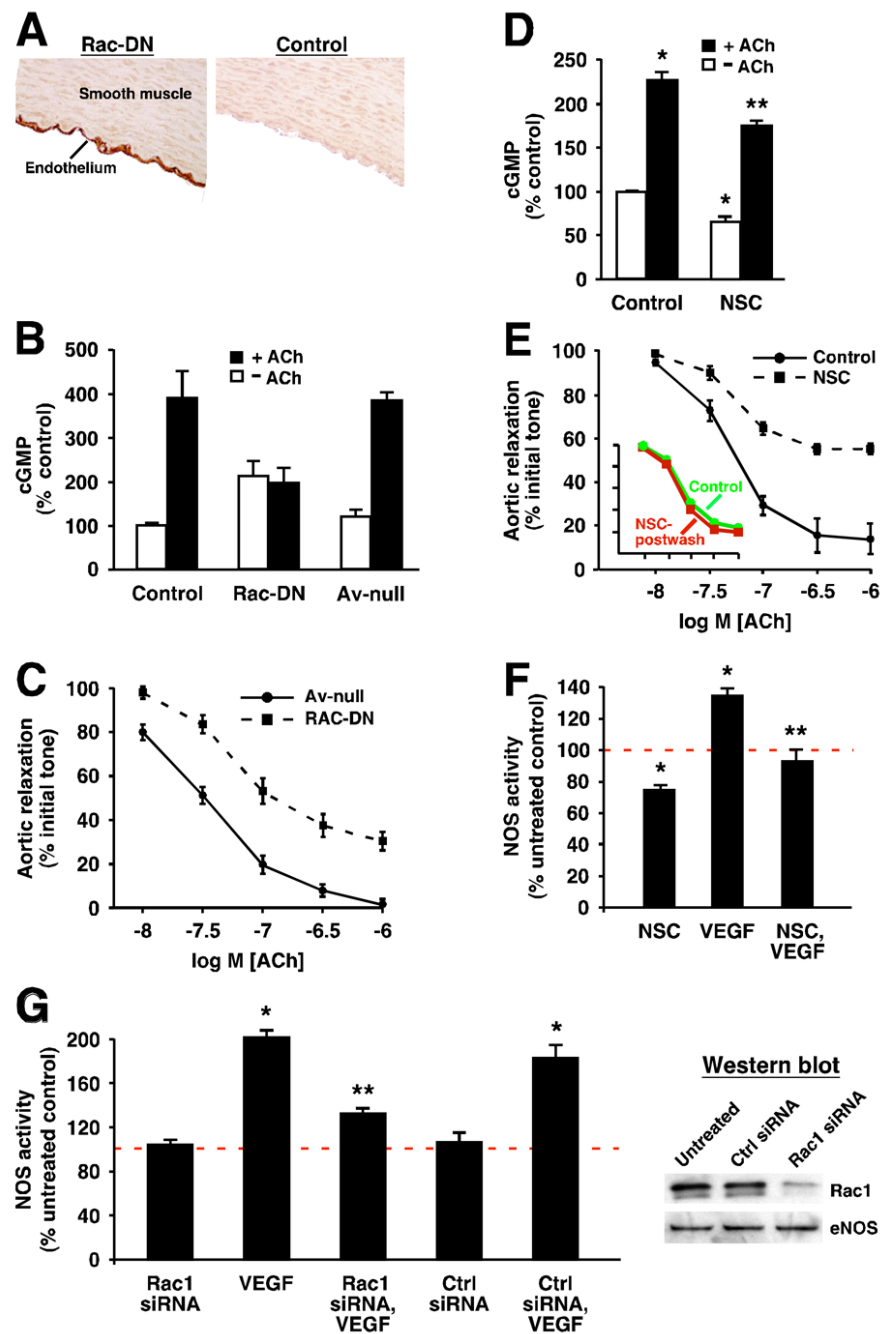 A
Rac-DN
Control
Smooth muscle
Endothelium
B
cGMP
(% control)
500
400
300
200
100
0
+ ACh
− ACh
Control
Rac-DN
Av-null
C
Aortic relaxation
(% initial tone)
100
80
60
40
20
0
Av-null
RAC-DN
-8
-7.5
-7
-6.5
-6
log M [ACh]
D
cGMP
(% control)
250
200
150
100
50
0
+ ACh
− ACh
*
*
**
Control
NSC
E
Aortic relaxation
(% initial tone)
100
80
60
40
20
0
Control
NSC
Control
NSC-
postwash
-8
-7.5
-7
-6.5
-6
log M [ACh]
F
NOS activity
(% untreated control)
140
120
100
80
60
40
20
0
*
*
**
NSC
VEGF
NSC,
VEGF
G
NOS activity
(% untreated control)
200
160
120
80
40
0
*
**
*
Rac1
siRNA
VEGF
Rac1
siRNA,
VEGF
Ctrl
siRNA
Ctrl
siRNA,
VEGF
Western blot
Untreated
Ctrl siRNA
Rac1 siRNA
Rac1
eNOS